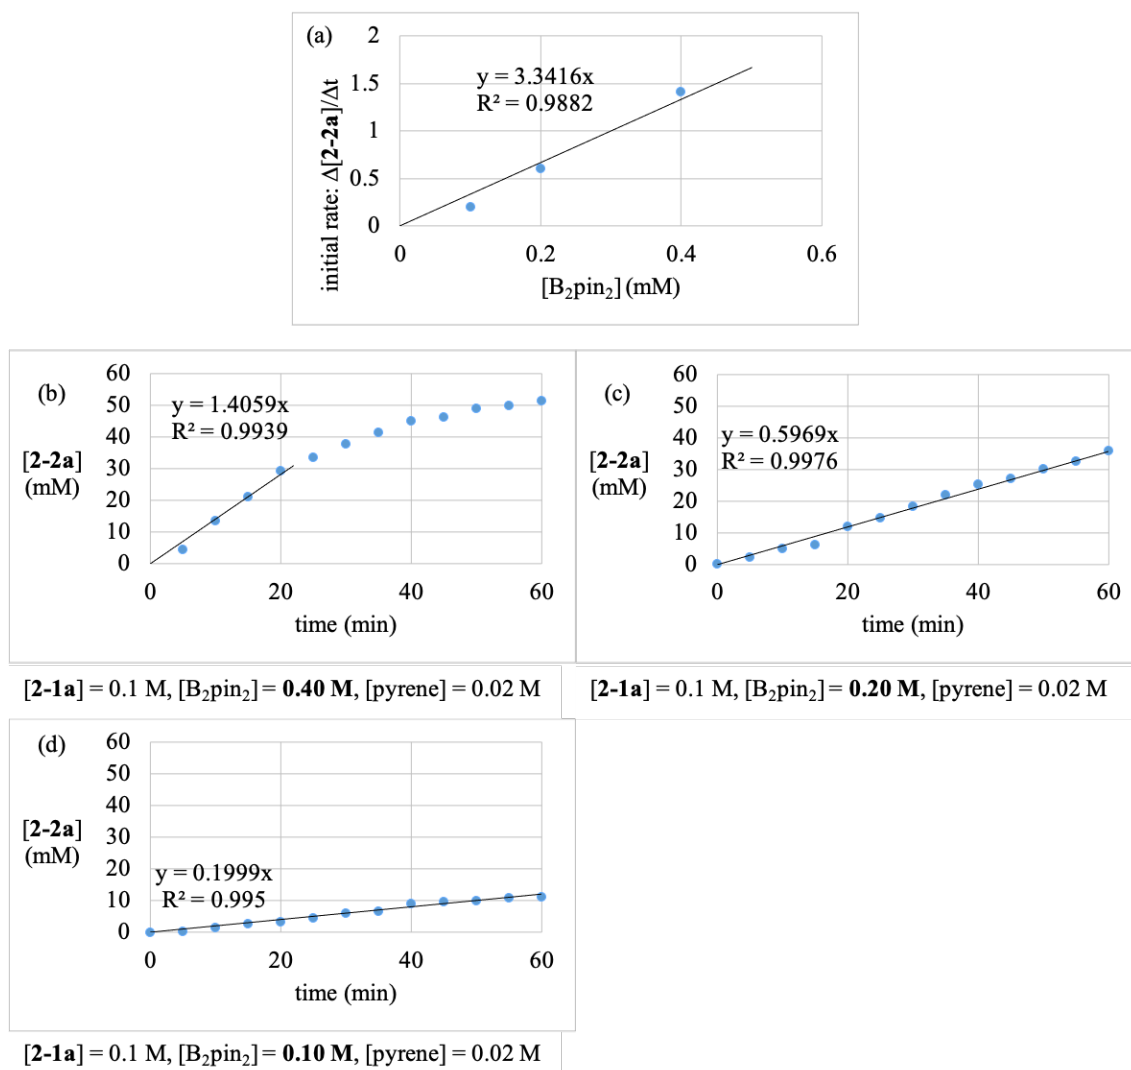 (a)
2
1.5
1
0.5
0
initial rate: Δ[**2-2a**]/Δt
y = 3.3416x
R² = 0.9882
0 0.2 0.4 0.6
[B₂pin₂] (mM)
(b)
60
50
40
30
20
10
0
[2-2a]
(mM)
y = 1.4059x
R² = 0.9939
0 20 40 60
time (min)
[2-1a] = 0.1 M, [B₂pin₂] = 0.40 M, [pyrene] = 0.02 M
(c)
60
50
40
30
20
10
0
[2-2a]
(mM)
y = 0.5969x
R² = 0.9976
0 20 40 60
time (min)
[2-1a] = 0.1 M, [B₂pin₂] = 0.20 M, [pyrene] = 0.02 M
(d)
60
50
40
30
20
10
0
[2-2a]
(mM)
y = 0.1999x
R² = 0.995
0 20 40 60
time (min)
[2-1a] = 0.1 M, [B₂pin₂] = 0.10 M, [pyrene] = 0.02 M